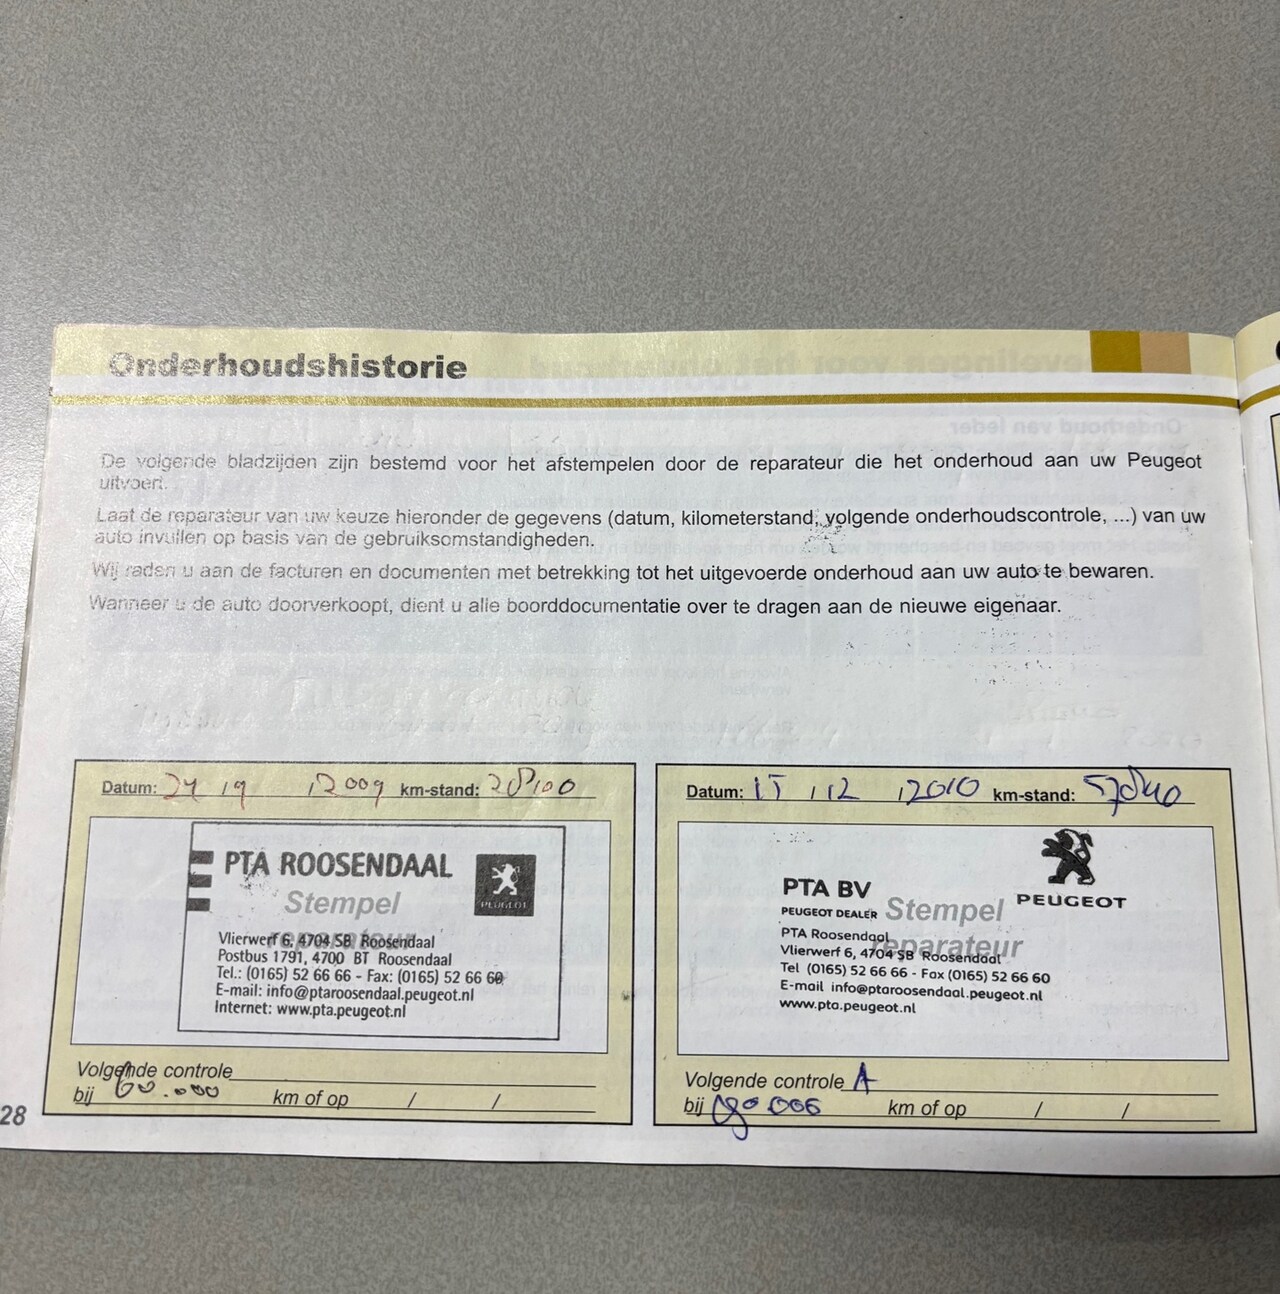 Onderhoudshistorie
De volgende bladzijden zijn bestemd voor het afstempelen door de reparateur die het onderhoud aan uw Peugeot
uitvoert.
Laat de reparateur van uw keuze hieronder de gegevens (datum, kilometerstand, volgende onderhoudscontrole, ...) van uw
auto invullen op basis van de gebruiksomstandigheden.
Wij raden u aan de facturen en documenten met betrekking tot het uitgevoerde onderhoud aan uw auto te bewaren.
Wanneer u de auto doorverkoopt, dient u alle boorddocumentatie over te dragen aan de nieuwe eigenaar.
Datum: 24 / 9 / 2009 km-stand: 28100
PTA ROOSENDAAL
PEUGEOT
Stempel
reparateur
Vlierwerf 6, 4704 SB Roosendaal
Postbus 1791, 4700 BT Roosendaal
Tel.: (0165) 52 66 66 - Fax: (0165) 52 66 60
E-mail: info@ptaroosendaal.peugeot.nl
Internet: www.pta.peugeot.nl
Volgende controle
bij 60.000 km of op / /
Datum: 15 / 12 / 2010 km-stand:
PTA BV
PEUGEOT DEALER Stempel PEUGEOT
reparateur
PTA Roosendaal
Vlierwerf 6, 4704 SB Roosendaal
Tel (0165) 52 66 66 - Fax (0165) 52 66 60
E-mail info@ptaroosendaal.peugeot.nl
www.pta.peugeot.nl
Volgende controle A
bij km of op / /
28